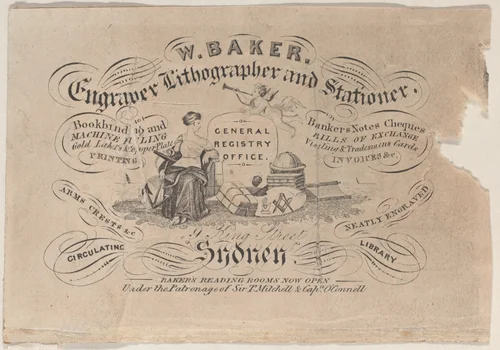 W. BAKER.
Engraver Lithographer and Stationer.
Bookbinding and
MACHINE RULING
Gold Labels & Copper Plate
PRINTING
GENERAL
REGISTRY
OFFICE.
Bankers Notes Cheques
BILLS OF EXCHANGE
Visiting & Tradesmens Cards
INVOICES &c.
ARMS CRESTS &c
NEATLY ENGRAVED
King Street
Sydney.
CIRCULATING
LIBRARY
BAKERS READING ROOMS NOW OPEN
Under the Patronage of Sir T. Mitchell & Capn. O'Connell